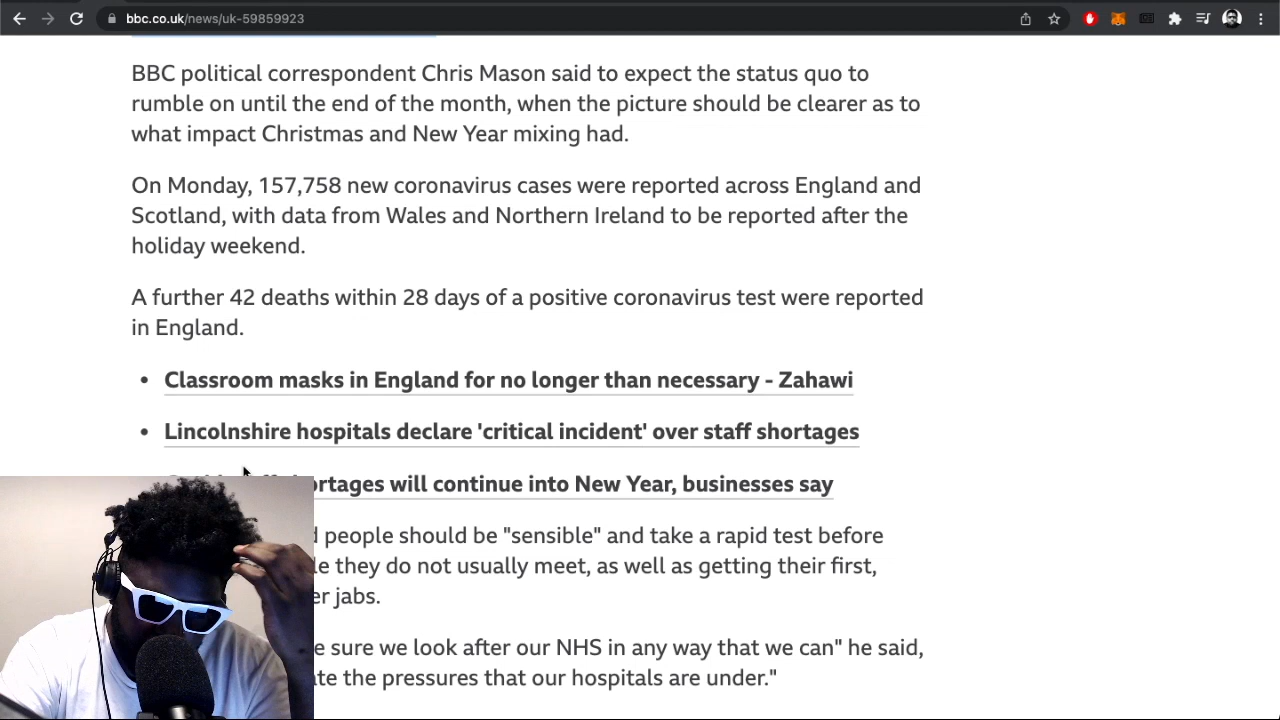 bbc.co.uk/news/uk-59859923
BBC political correspondent Chris Mason said to expect the status quo to
rumble on until the end of the month, when the picture should be clearer as to
what impact Christmas and New Year mixing had.
On Monday, 157,758 new coronavirus cases were reported across England and
Scotland, with data from Wales and Northern Ireland to be reported after the
holiday weekend.
A further 42 deaths within 28 days of a positive coronavirus test were reported
in England.
• Classroom masks in England for no longer than necessary - Zahawi
• Lincolnshire hospitals declare 'critical incident' over staff shortages
will continue into New Year, businesses say
people should be "sensible" and take a rapid test before
they do not usually meet, as well as getting their first,
jabs.
sure we look after our NHS in any way that we can" he said,
the pressures that our hospitals are under."